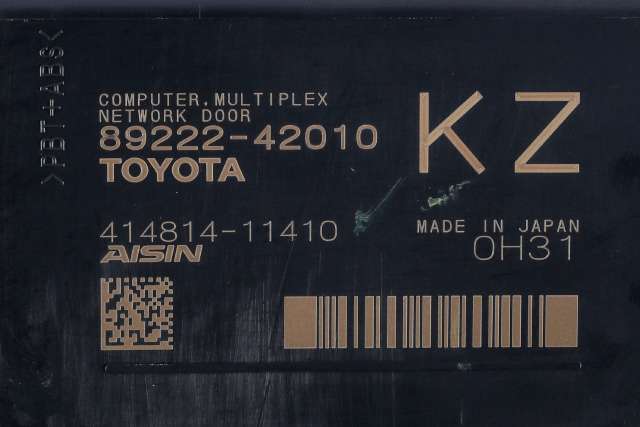 >PBT+ABS<
COMPUTER,MULTIPLEX
NETWORK DOOR
89222-42010
TOYOTA
KZ
414814-11410
AISIN
MADE IN JAPAN
0H31